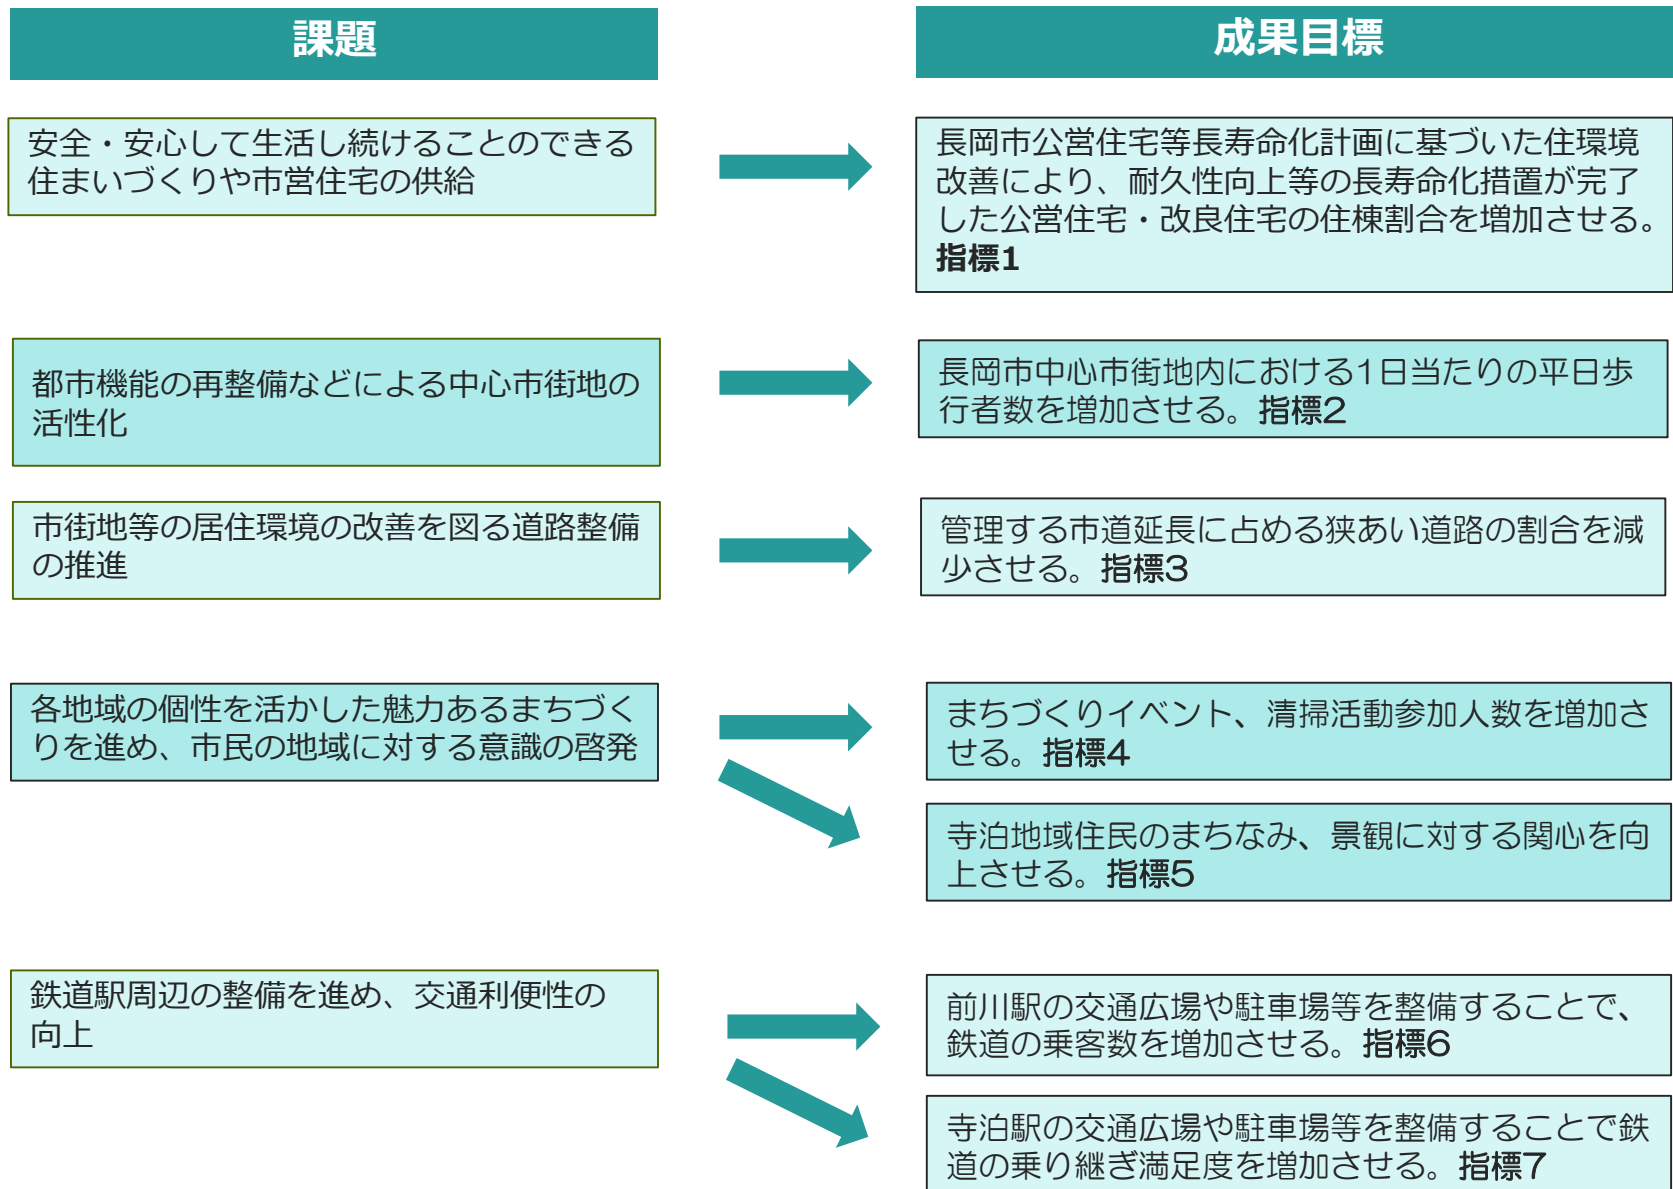 課題
成果目標
安全・安心して生活し続けることのできる
住まいづくりや市営住宅の供給
長岡市公営住宅等長寿命化計画に基づいた住環境
改善により、耐久性向上等の長寿命化措置が完了
した公営住宅・改良住宅の住棟割合を増加させる。
指標1
都市機能の再整備などによる中心市街地の
活性化
長岡市中心市街地内における1日当たりの平日歩
行者数を増加させる。指標2
市街地等の居住環境の改善を図る道路整備
の推進
管理する市道延長に占める狭あい道路の割合を減
少させる。指標3
各地域の個性を活かした魅力あるまちづく
りを進め、市民の地域に対する意識の啓発
まちづくりイベント、清掃活動参加人数を増加さ
せる。指標4
寺泊地域住民のまちなみ、景観に対する関心を向
上させる。指標5
鉄道駅周辺の整備を進め、交通利便性の
向上
前川駅の交通広場や駐車場等を整備することで、
鉄道の乗客数を増加させる。指標6
寺泊駅の交通広場や駐車場等を整備することで鉄
道の乗り継ぎ満足度を増加させる。指標7